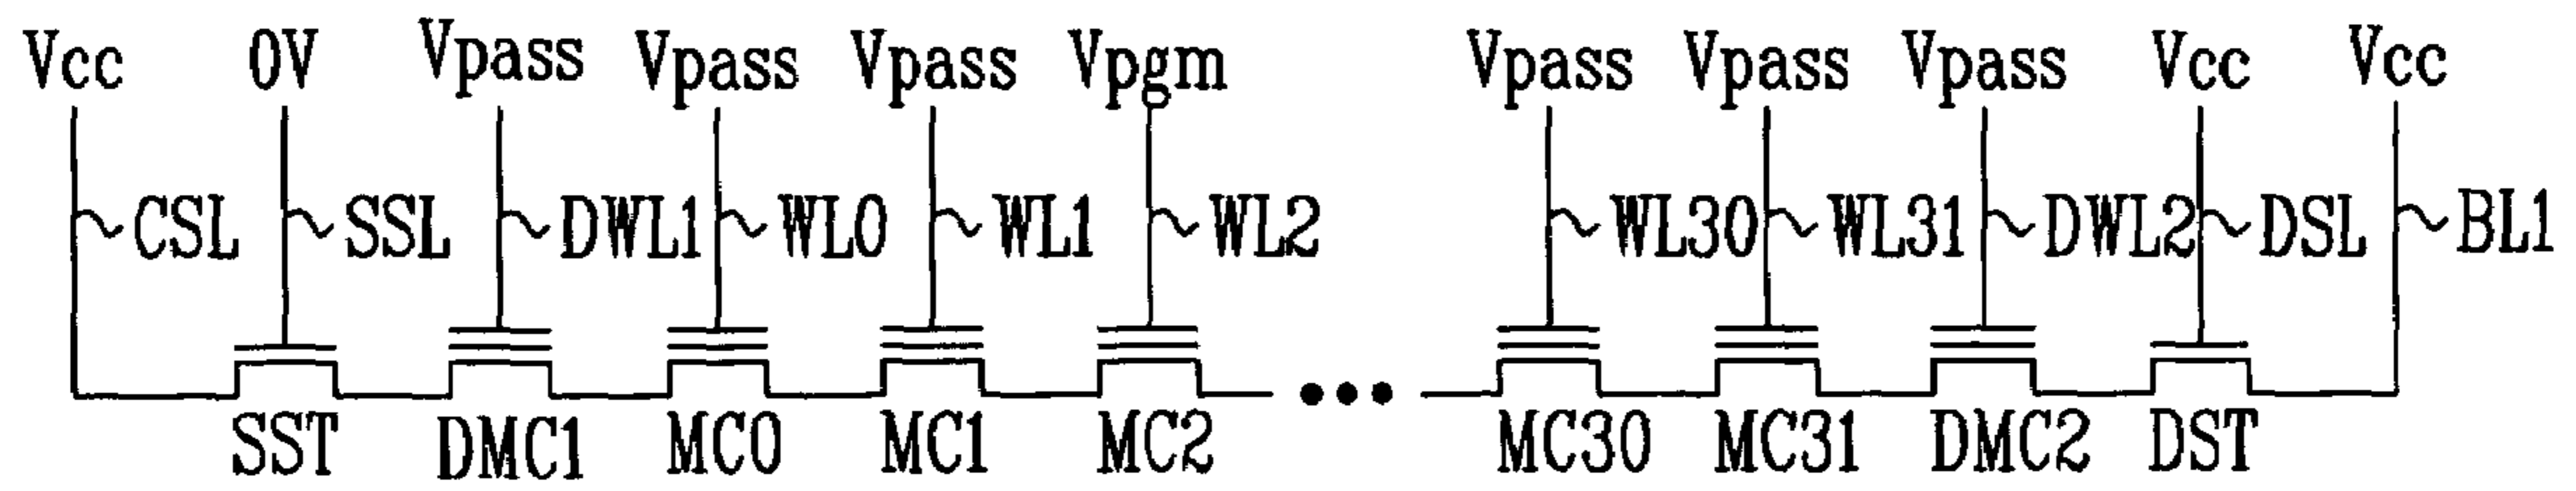 Vcc 0V Vpass Vpass Vpass Vpgm Vpass Vpass Vpass Vcc Vcc
CSL SSL DWL1 WL0 WL1 WL2 WL30 WL31 DWL2 DSL BL1
SST DMC1 MC0 MC1 MC2 MC30 MC31 DMC2 DST